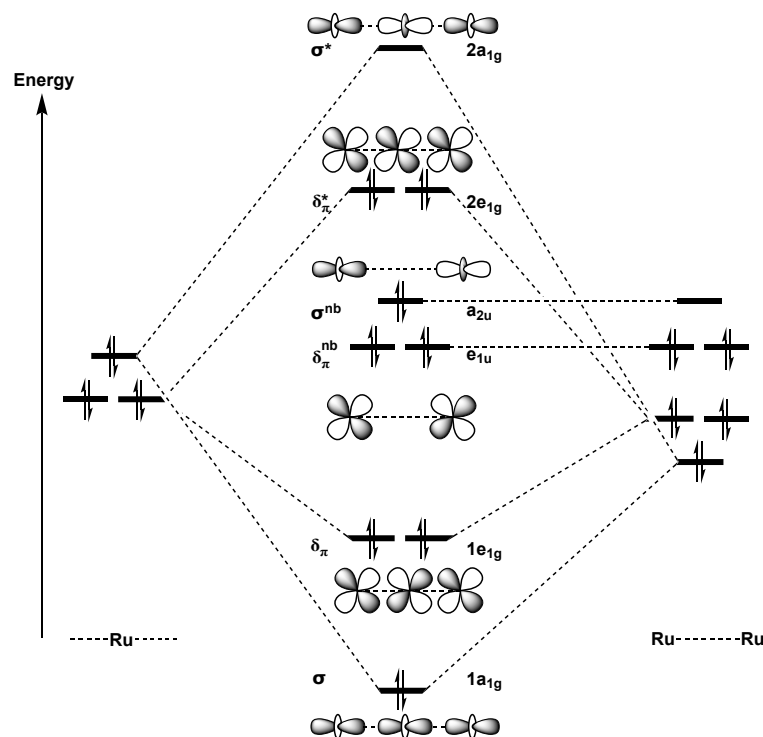 σ* 2a1g
Energy
δπ* 2e1g
σnb a2u
δπnb e1u
δπ 1e1g
Ru Ru Ru
σ 1a1g